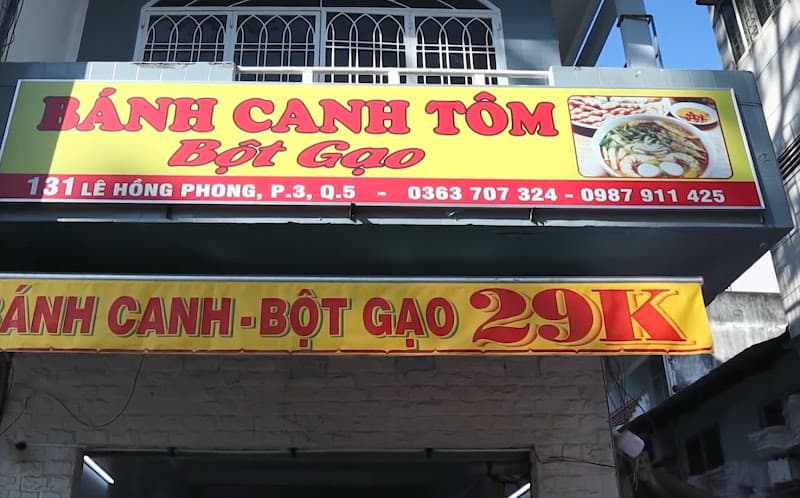 BÁNH CANH TÔM
Bột Gạo
131 LÊ HỒNG PHONG, P.3, Q.5 - 0363 707 324 - 0987 911 425
BÁNH CANH - BỘT GẠO 29K